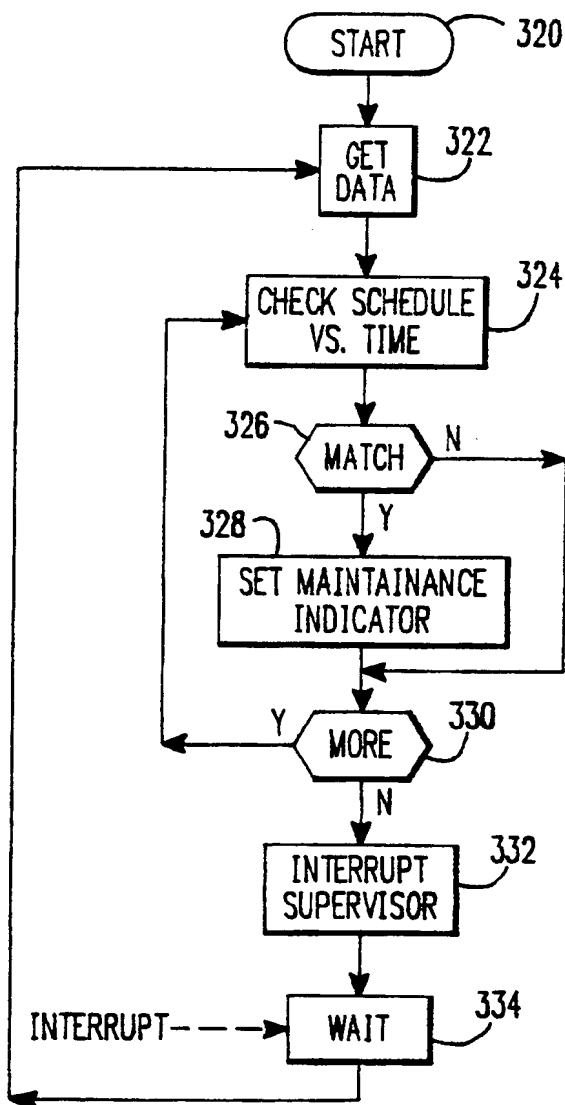 START
320
GET
DATA
322
CHECK SCHEDULE
VS. TIME
324
326
MATCH
N
Y
328
SET MAINTAINANCE
INDICATOR
Y
MORE
330
N
INTERRUPT
SUPERVISOR
332
INTERRUPT
WAIT
334